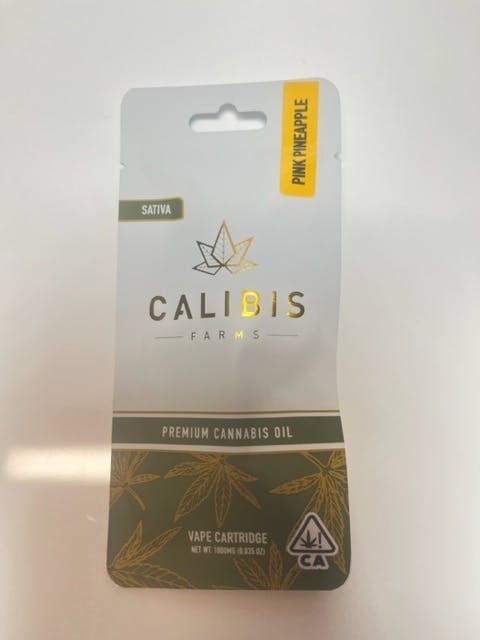 PINK PINEAPPLE
SATIVA
CALIBIS
FARMS
PREMIUM CANNABIS OIL
VAPE CARTRIDGE
NET WT. 1000MG (0.035 OZ)
!
CA